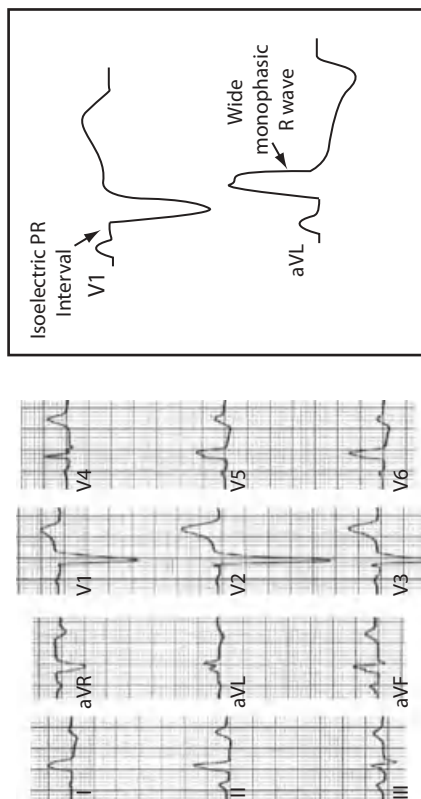 Isoelectric PR
Interval
V1
Wide
monophasic
R wave
aVL
I
II
III
aVR
aVL
aVF
V1
V2
V3
V4
V5
V6